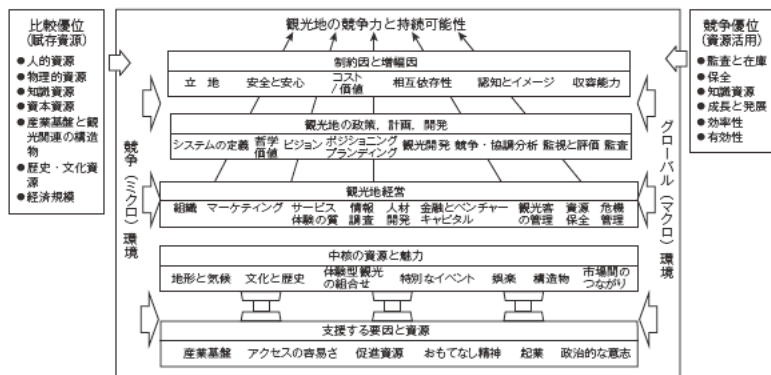 観光地の競争力と持続可能性
比較優位
(賦存資源)
●人的資源
●物理的資源
●知識資源
●資本資源
●産業基盤と観
光関連の構造
物
●歴史・文化資
源
●経済規模
競争(ミクロ)環境
制約因と増幅因
立 地 安全と安心 コスト/価値 相互依存性 認知とイメージ 収容能力
観光地の政策，計画，開発
システムの定義 哲学価値 ビジョン ポジショニングブランディング 観光開発 競争・協調分析 監視と評価 監査
観光地経営
組織 マーケティング サービス体験の質 情報調査 人材開発 金融とベンチャーキャピタル 観光客の管理 資源保全 危機管理
中核の資源と魅力
地形と気候 文化と歴史 体験型観光の組合せ 特別なイベント 娯楽 構造物 市場間のつながり
支援する要因と資源
産業基盤 アクセスの容易さ 促進資源 おもてなし精神 起業 政治的な意志
グローバル(マクロ)環境
競争優位
(資源活用)
●監査と在庫
●保全
●知識資源
●成長と発展
●効率性
●有効性